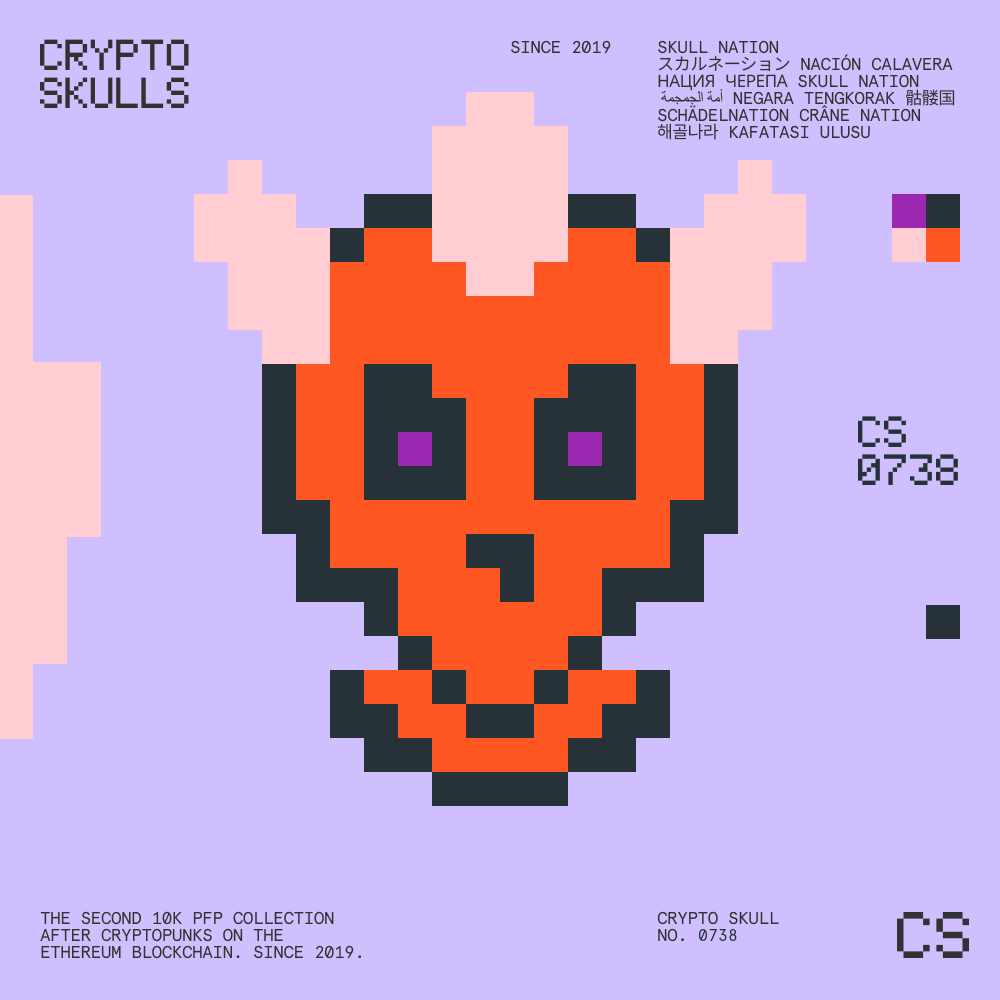 CRYPTO
SKULLS
SINCE 2019
SKULL NATION
スカルネーション NACIÓN CALAVERA
НАЦИЯ ЧЕРЕПА SKULL NATION
أمة الجمجمة NEGARA TENGKORAK 骷髅国
SCHÄDELNATION CRÂNE NATION
해골나라 KAFATASI ULUSU
CS
0738
THE SECOND 10K PFP COLLECTION
AFTER CRYPTOPUNKS ON THE
ETHEREUM BLOCKCHAIN. SINCE 2019.
CRYPTO SKULL
NO. 0738
CS